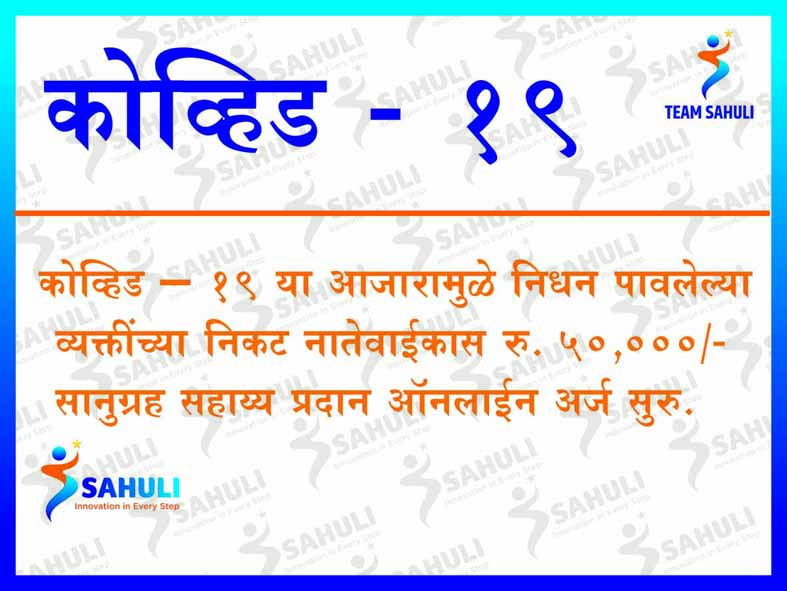 कोव्हिड - १९
TEAM SAHULI
कोव्हिड – १९ या आजारामुळे निधन पावलेल्या
व्यक्तींच्या निकट नातेवाईकास रु. ५०,०००/-
सानुग्रह सहाय्य प्रदान ऑनलाईन अर्ज सुरु.
SAHULI
Innovation in Every Step